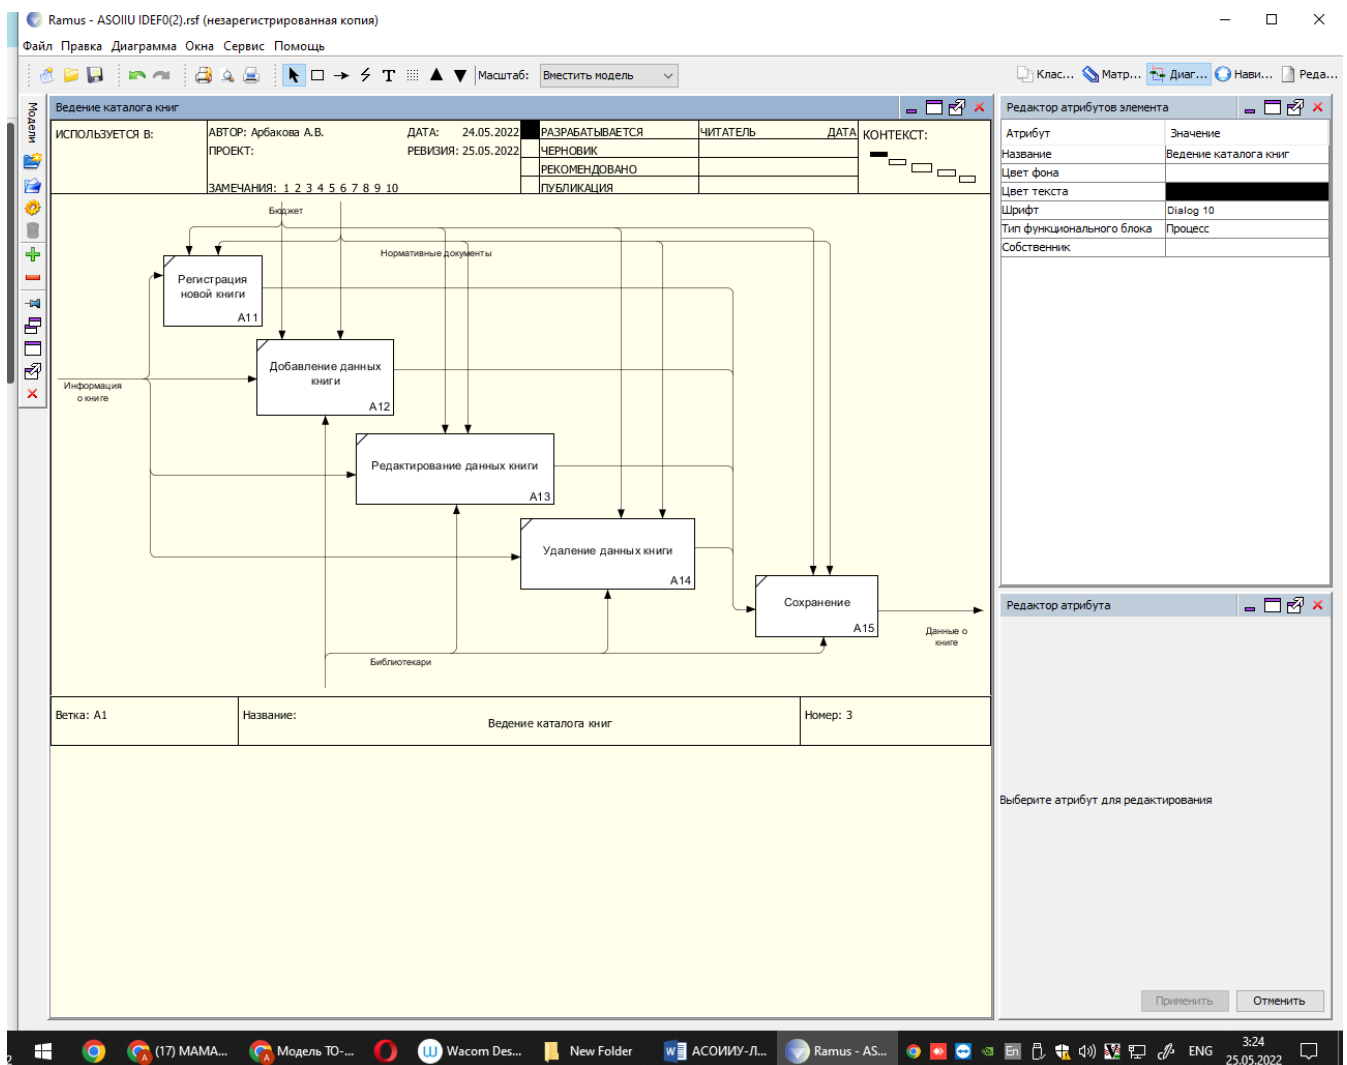 Ramus - ASOIIU IDEF0(2).rsf (незарегистрированная копия)
Файл Правка Диаграмма Окна Сервис Помощь
Масштаб: Вместить модель
Клас... Матр... Диаг... Нави... Реда...
Модели
Ведение каталога книг
ИСПОЛЬЗУЕТСЯ В:
АВТОР: Арбакова А.В.
ДАТА: 24.05.2022
ПРОЕКТ:
РЕВИЗИЯ: 25.05.2022
ЗАМЕЧАНИЯ: 1 2 3 4 5 6 7 8 9 10
РАЗРАБАТЫВАЕТСЯ
ЧЕРНОВИК
РЕКОМЕНДОВАНО
ПУБЛИКАЦИЯ
ЧИТАТЕЛЬ
ДАТА
КОНТЕКСТ:
Бюджет
Нормативные документы
Регистрация
новой книги
A11
Добавление данных
книги
A12
Информация
о книге
Редактирование данных книги
A13
Удаление данных книги
A14
Сохранение
A15
Данные о
книге
Библиотекари
Ветка: A1
Название:
Ведение каталога книг
Номер: 3
Редактор атрибутов элемента
Атрибут Значение
Название Ведение каталога книг
Цвет фона
Цвет текста
Шрифт Dialog 10
Тип функционального блока Процесс
Собственник
Редактор атрибута
Выберите атрибут для редактирования
Применить Отменить
2
(17) МАМА...
Модель ТО-...
Wacom Des...
New Folder
АСОИИУ-Л...
Ramus - AS...
En
ENG
3:24
25.05.2022